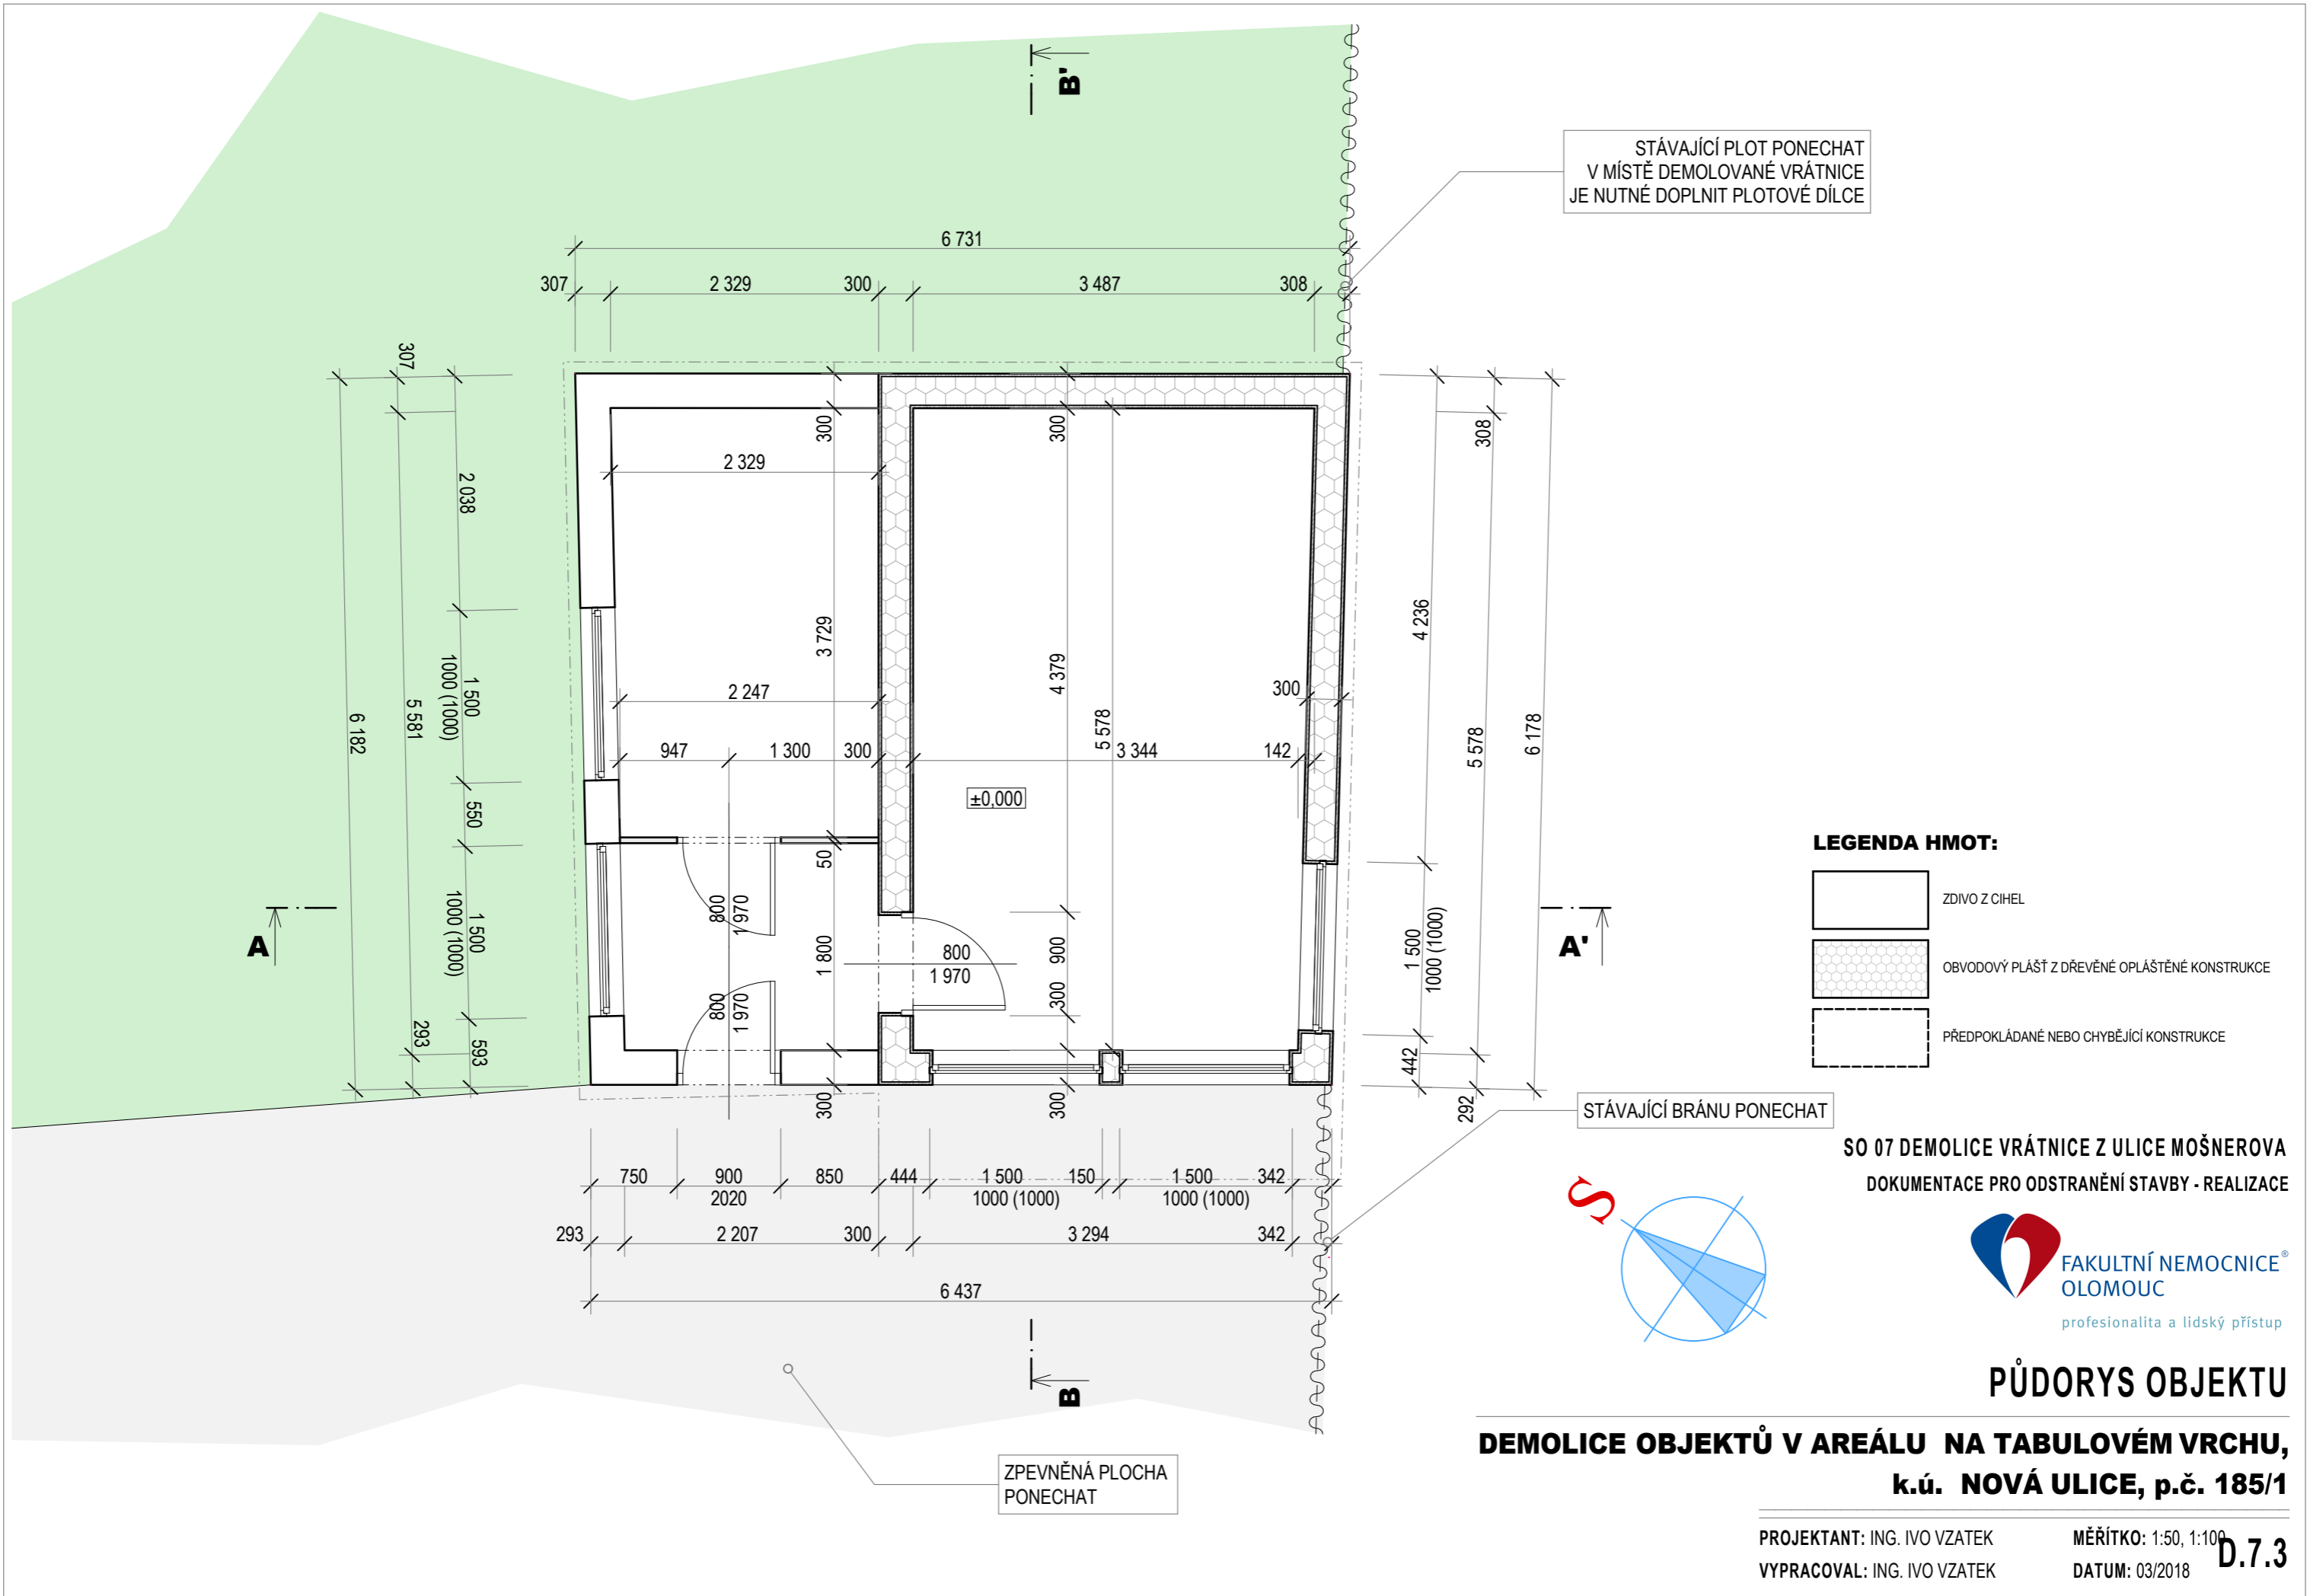 B'
STÁVAJÍCÍ PLOT PONECHAT
V MÍSTĚ DEMOLOVANÉ VRÁTNICE
JE NUTNÉ DOPLNIT PLOTOVÉ DÍLCE
6 731
307
2 329
300
3 487
308
307
2 038
1 500
1000 (1000)
550
1 500
1000 (1000)
593
5 581
293
6 182
300
2 329
3 729
2 247
947
1 300
300
50
1 800
300
800
1 970
800
1 970
800
1 970
300
4 379
5 578
900
300
300
300
3 344
142
±0,000
4 236
1 500
1000 (1000)
442
308
5 578
292
6 178
A
A'
LEGENDA HMOT:
ZDIVO Z CIHEL
OBVODOVÝ PLÁŠŤ Z DŘEVĚNÉ OPLÁŠTĚNÉ KONSTRUKCE
PŘEDPOKLÁDANÉ NEBO CHYBĚJÍCÍ KONSTRUKCE
STÁVAJÍCÍ BRÁNU PONECHAT
750
900
2020
850
444
1 500
1000 (1000)
150
1 500
1000 (1000)
342
293
2 207
300
3 294
342
6 437
B
ZPEVNĚNÁ PLOCHA
PONECHAT
SO 07 DEMOLICE VRÁTNICE Z ULICE MOŠNEROVA
DOKUMENTACE PRO ODSTRANĚNÍ STAVBY - REALIZACE
S
FAKULTNÍ NEMOCNICE®
OLOMOUC
profesionalita a lidský přístup
PŮDORYS OBJEKTU
DEMOLICE OBJEKTŮ V AREÁLU NA TABULOVÉM VRCHU,
k.ú. NOVÁ ULICE, p.č. 185/1
PROJEKTANT: ING. IVO VZATEK
MĚŘÍTKO: 1:50, 1:100
VYPRACOVAL: ING. IVO VZATEK
DATUM: 03/2018
D.7.3